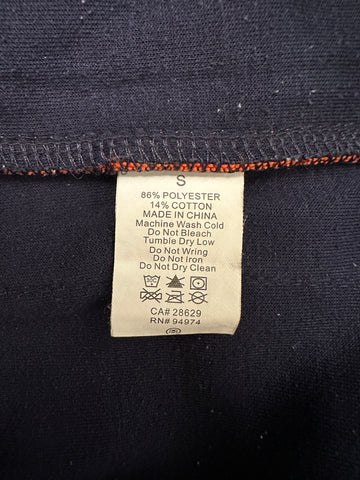 S
86% POLYESTER
14% COTTON
MADE IN CHINA
Machine Wash Cold
Do Not Bleach
Tumble Dry Low
Do Not Wring
Do Not Iron
Do Not Dry Clean
CA# 28629
RN# 94974